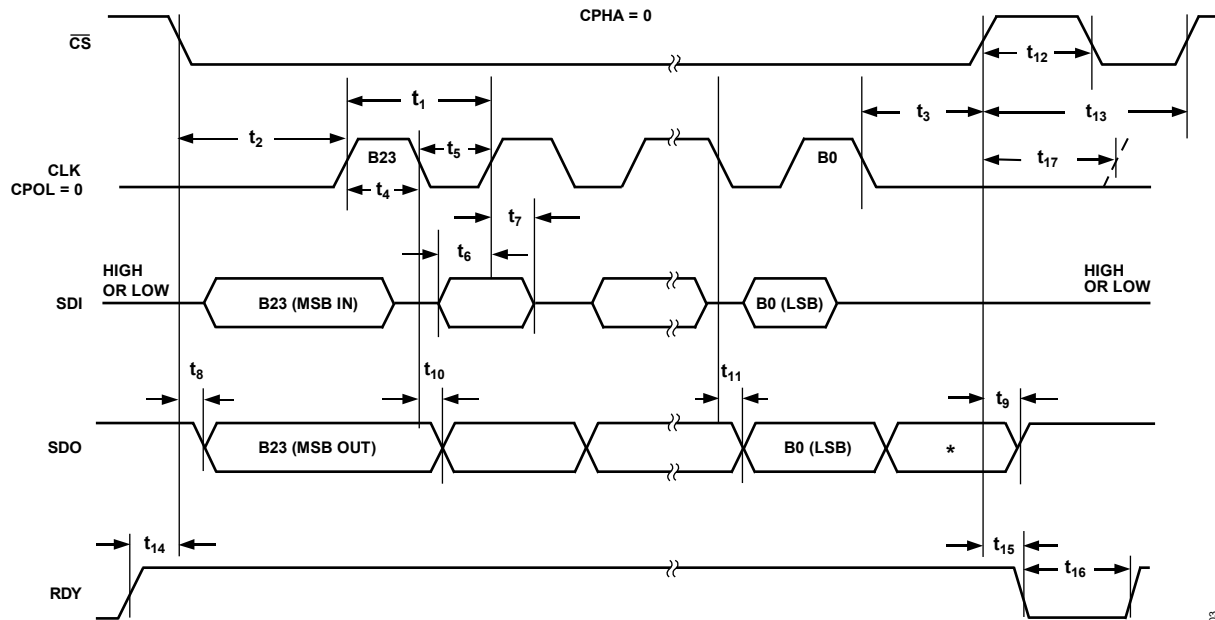 CPHA = 0
CS
t12
t1
t3
t13
t2
B23
t5
B0
t17
CLK
CPOL = 0
t4
t7
t6
HIGH
OR LOW
HIGH
OR LOW
SDI
B23 (MSB IN)
B0 (LSB)
t8
t10
t11
t9
SDO
B23 (MSB OUT)
B0 (LSB)
*
t14
t15
t16
RDY